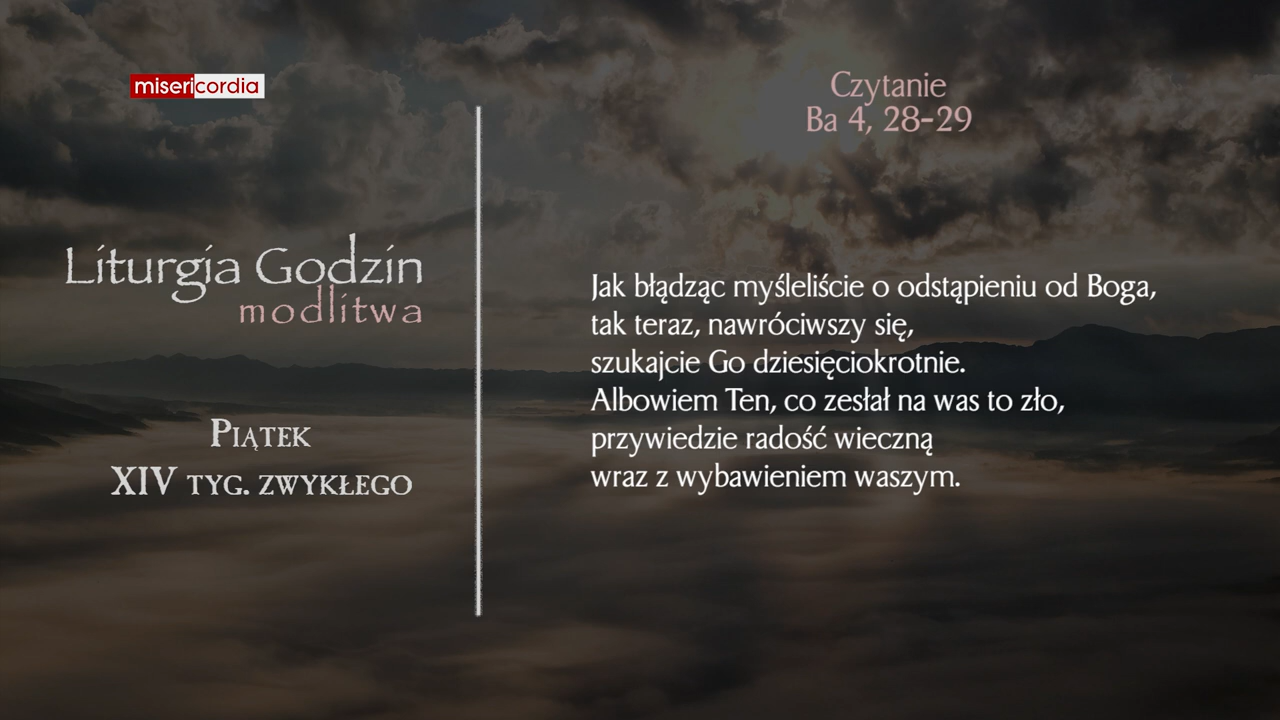 misericordia
Liturgia Godzin
modlitwa
Piątek
XIV tyg. zwykłego
Czytanie
Ba 4, 28-29
Jak błądząc myśleliście o odstąpieniu od Boga,
tak teraz, nawróciwszy się,
szukajcie Go dziesięciokrotnie.
Albowiem Ten, co zesłał na was to zło,
przywiedzie radość wieczną
wraz z wybawieniem waszym.